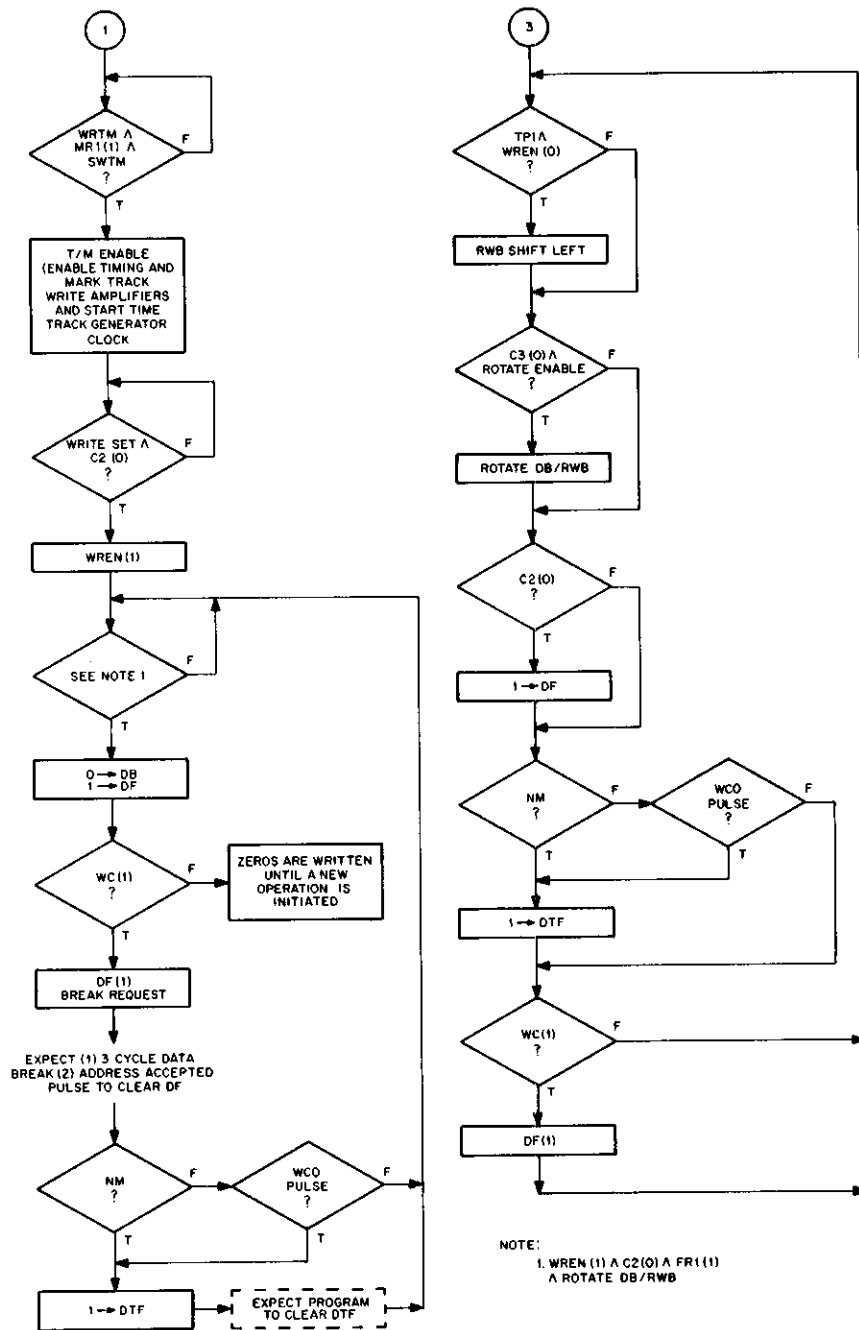 1
WRTM Λ
MR1(1) Λ
SWTM
?
F
T
T/M ENABLE
(ENABLE TIMING AND
MARK TRACK
WRITE AMPLIFIERS
AND START TIME
TRACK GENERATOR
CLOCK
WRITE SET Λ
C2 (0)
?
F
T
WREN(1)
SEE NOTE 1
F
T
0 → DB
1 → DF
WC(1)
?
F
T
ZEROS ARE WRITTEN
UNTIL A NEW
OPERATION IS
INITIATED
DF(1)
BREAK REQUEST
EXPECT (1) 3 CYCLE DATA
BREAK (2) ADDRESS ACCEPTED
PULSE TO CLEAR DF
NM
?
F
T
WCO
PULSE
?
F
T
1 → DTF
EXPECT PROGRAM
TO CLEAR DTF
3
TP1 Λ
WREN (0)
?
F
T
RWB SHIFT LEFT
C3 (0) Λ
ROTATE ENABLE
?
F
T
ROTATE DB/RWB
C2(0)
?
F
T
1 → DF
NM
?
F
T
WCO
PULSE
?
F
T
1 → DTF
WC(1)
?
F
T
DF(1)
NOTE:
1. WREN (1) Λ C2(0) Λ FR1(1)
Λ ROTATE DB/RWB